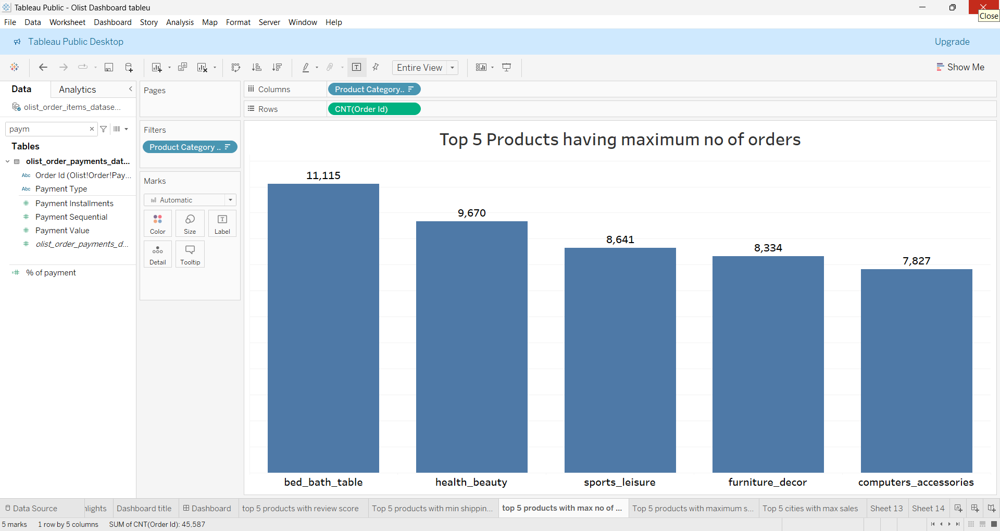 Tableau Public - Olist Dashboard tableu
Close
File Data Worksheet Dashboard Story Analysis Map Format Server Window Help
Tableau Public Desktop
Upgrade
Entire View
Show Me
Data Analytics
olist_order_items_datase...
paym
Tables
olist_order_payments_dat...
Abc Order Id (Olist!Order!Pay...
Abc Payment Type
# Payment Installments
# Payment Sequential
# Payment Value
# olist_order_payments_d...
=# % of payment
Pages
Filters
Product Category ..
Marks
Automatic
Color Size Label
Detail Tooltip
Columns Product Category..
Rows CNT(Order Id)
Top 5 Products having maximum no of orders
11,115
9,670
8,641
8,334
7,827
bed_bath_table health_beauty sports_leisure furniture_decor computers_accessories
Data Source hlights Dashboard title Dashboard top 5 products with review score Top 5 products with min shippin... top 5 products with max no of ... Top 5 products with maximum s... Top 5 cities with max sales Sheet 13 Sheet 14
5 marks 1 row by 5 columns SUM of CNT(Order Id): 45,587